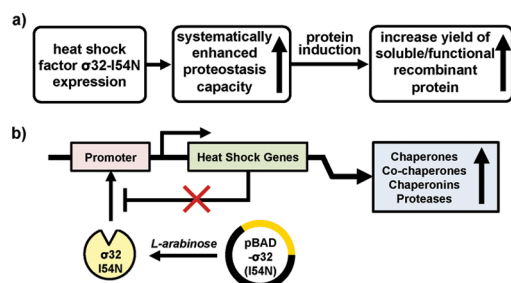 a)
heat shock
factor σ32-I54N
expression
systematically
enhanced
proteostasis
capacity
protein
induction
increase yield of
soluble/functional
recombinant
protein
b)
Promoter
Heat Shock Genes
Chaperones
Co-chaperones
Chaperonins
Proteases
σ32
I54N
L-arabinose
pBAD
-σ32
(I54N)